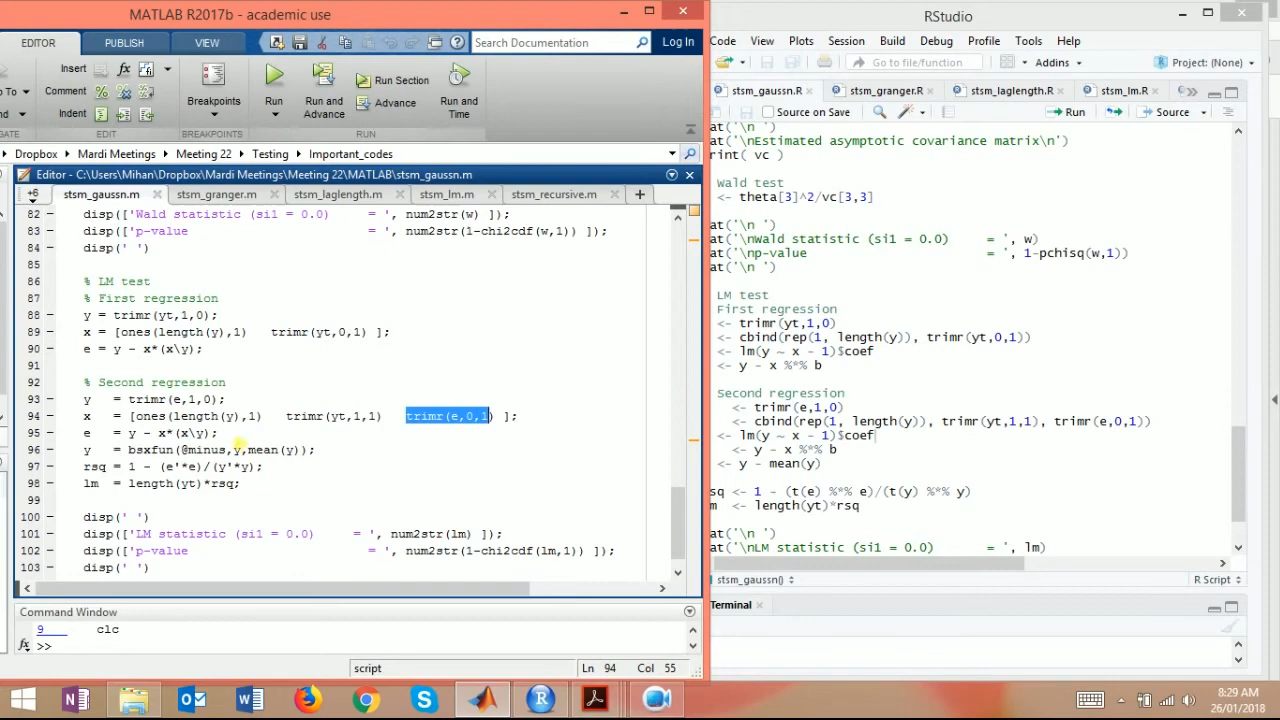 MATLAB R2017b - academic use
EDITOR PUBLISH VIEW Search Documentation Log In
Insert fx
Comment
Indent
Breakpoints Run Run and Advance Run Section Advance Run and Time
EDIT BREAKPOINTS RUN
Dropbox Mardi Meetings Meeting 22 Testing Important_codes
Editor - C:\Users\Mihan\Dropbox\Mardi Meetings\Meeting 22\MATLAB\stsm_gaussn.m
+6 stsm_gaussn.m stsm_granger.m stsm_laglength.m stsm_lm.m stsm_recursive.m
82 disp(['Wald statistic (si1 = 0.0)     = ', num2str(w) ]);
83 disp(['p-value                        = ', num2str(1-chi2cdf(w,1)) ]);
84 disp(' ')
85
86 % LM test
87 % First regression
88 y = trimr(yt,1,0);
89 x = [ones(length(y),1)   trimr(yt,0,1) ];
90 e = y - x*(x\y);
91
92 % Second regression
93 y   = trimr(e,1,0);
94 x   = [ones(length(y),1)   trimr(yt,1,1)   trimr(e,0,1) ];
95 e   = y - x*(x\y);
96 y   = bsxfun(@minus,y,mean(y));
97 rsq = 1 - (e'*e)/(y'*y);
98 lm  = length(yt)*rsq;
99
100 disp(' ')
101 disp(['LM statistic (si1 = 0.0)     = ', num2str(lm) ]);
102 disp(['p-value                      = ', num2str(1-chi2cdf(lm,1)) ]);
103 disp(' ')
Command Window
9 clc
fx >>
script Ln 94 Col 55
RStudio
Code View Plots Session Build Debug Profile Tools Help
Go to file/function Addins Project: (None)
stsm_gaussn.R stsm_granger.R stsm_laglength.R stsm_lm.R
Source on Save Run Source
at('\n ')
at('\nEstimated asymptotic covariance matrix\n')
rint( vc )
Wald test
<- theta[3]^2/vc[3,3]
at('\n ')
at('\nWald statistic (si1 = 0.0)     = ', w)
at('\np-value                        = ', 1-pchisq(w,1))
at('\n ')
LM test
First regression
<- trimr(yt,1,0)
<- cbind(rep(1, length(y)), trimr(yt,0,1))
<- lm(y ~ x - 1)$coef
<- y - x %*% b
Second regression
<- trimr(e,1,0)
<- cbind(rep(1, length(y)), trimr(yt,1,1), trimr(e,0,1))
<- lm(y ~ x - 1)$coef
<- y - x %*% b
<- y - mean(y)
sq <- 1 - (t(e) %*% e)/(t(y) %*% y)
m  <- length(yt)*rsq
at('\n ')
at('\nLM statistic (si1 = 0.0)       = ', lm)
stsm_gaussn() R Script
Terminal
8:29 AM
26/01/2018